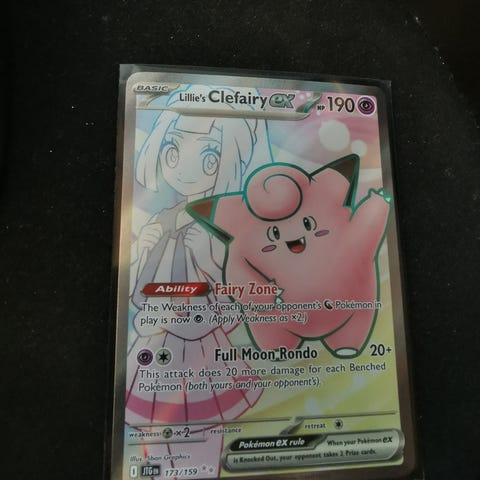 BASIC
Lillie's Clefairy ex HP 190
Ability Fairy Zone
The Weakness of each of your opponent's Pokémon in
play is now. (Apply Weakness as ×2.)
Full Moon Rondo 20+
This attack does 20 more damage for each Benched
Pokémon (both yours and your opponent's).
weakness ×2 resistance retreat
Pokémon ex rule When your Pokémon ex
is Knocked Out, your opponent takes 2 Prize cards.
Illus. 5ban Graphics
I JTG EN 173/159